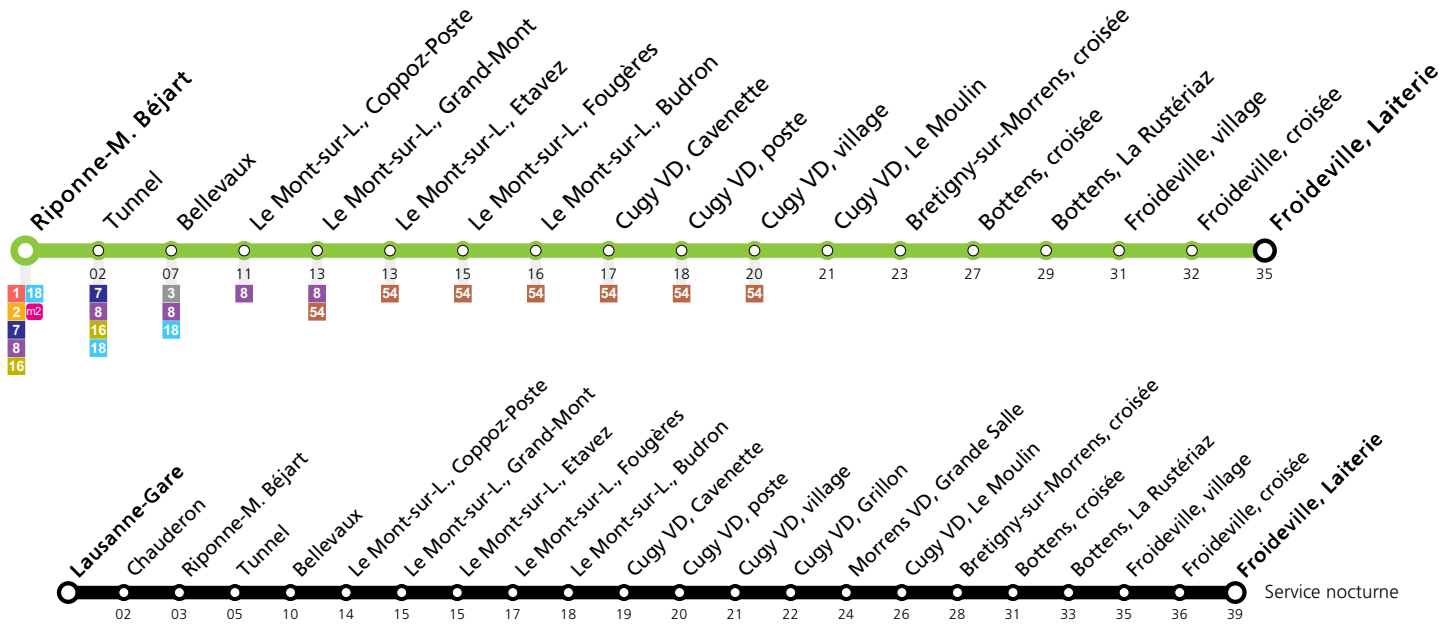 Riponne-M. Béjart
Tunnel
Bellevaux
Le Mont-sur-L., Coppoz-Poste
Le Mont-sur-L., Grand-Mont
Le Mont-sur-L., Etavez
Le Mont-sur-L., Fougères
Le Mont-sur-L., Budron
Cugy VD, Cavenette
Cugy VD, poste
Cugy VD, village
Cugy VD, Le Moulin
Bretigny-sur-Morrens, croisée
Bottens, croisée
Bottens, La Rustériaz
Froideville, village
Froideville, croisée
Froideville, Laiterie
02 07 11 13 13 15 16 17 18 20 21 23 27 29 31 32 35
1 18 7 3 8 8 54 54 54 54 54 54
2 m2 8 8 54
7 16 18
8 18
16
Lausanne-Gare
Chauderon
Riponne-M. Béjart
Tunnel
Bellevaux
Le Mont-sur-L., Coppoz-Poste
Le Mont-sur-L., Grand-Mont
Le Mont-sur-L., Etavez
Le Mont-sur-L., Fougères
Le Mont-sur-L., Budron
Cugy VD, Cavenette
Cugy VD, poste
Cugy VD, village
Cugy VD, Grillon
Morrens VD, Grande Salle
Cugy VD, Le Moulin
Bretigny-sur-Morrens, croisée
Bottens, croisée
Bottens, La Rustériaz
Froideville, village
Froideville, croisée
Froideville, Laiterie
Service nocturne
02 03 05 10 14 15 15 17 18 19 20 21 22 24 26 28 31 33 35 36 39